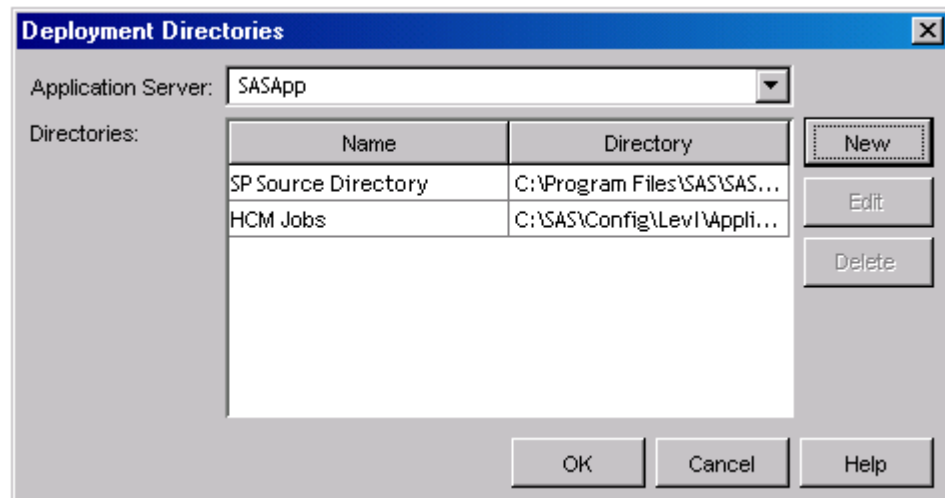 Deployment Directories
Application Server: SASApp
Directories:
Name Directory
SP Source Directory C:\Program Files\SAS\SAS...
HCM Jobs C:\SAS\Config\Lev1\Appli...
New
Edit
Delete
OK Cancel Help